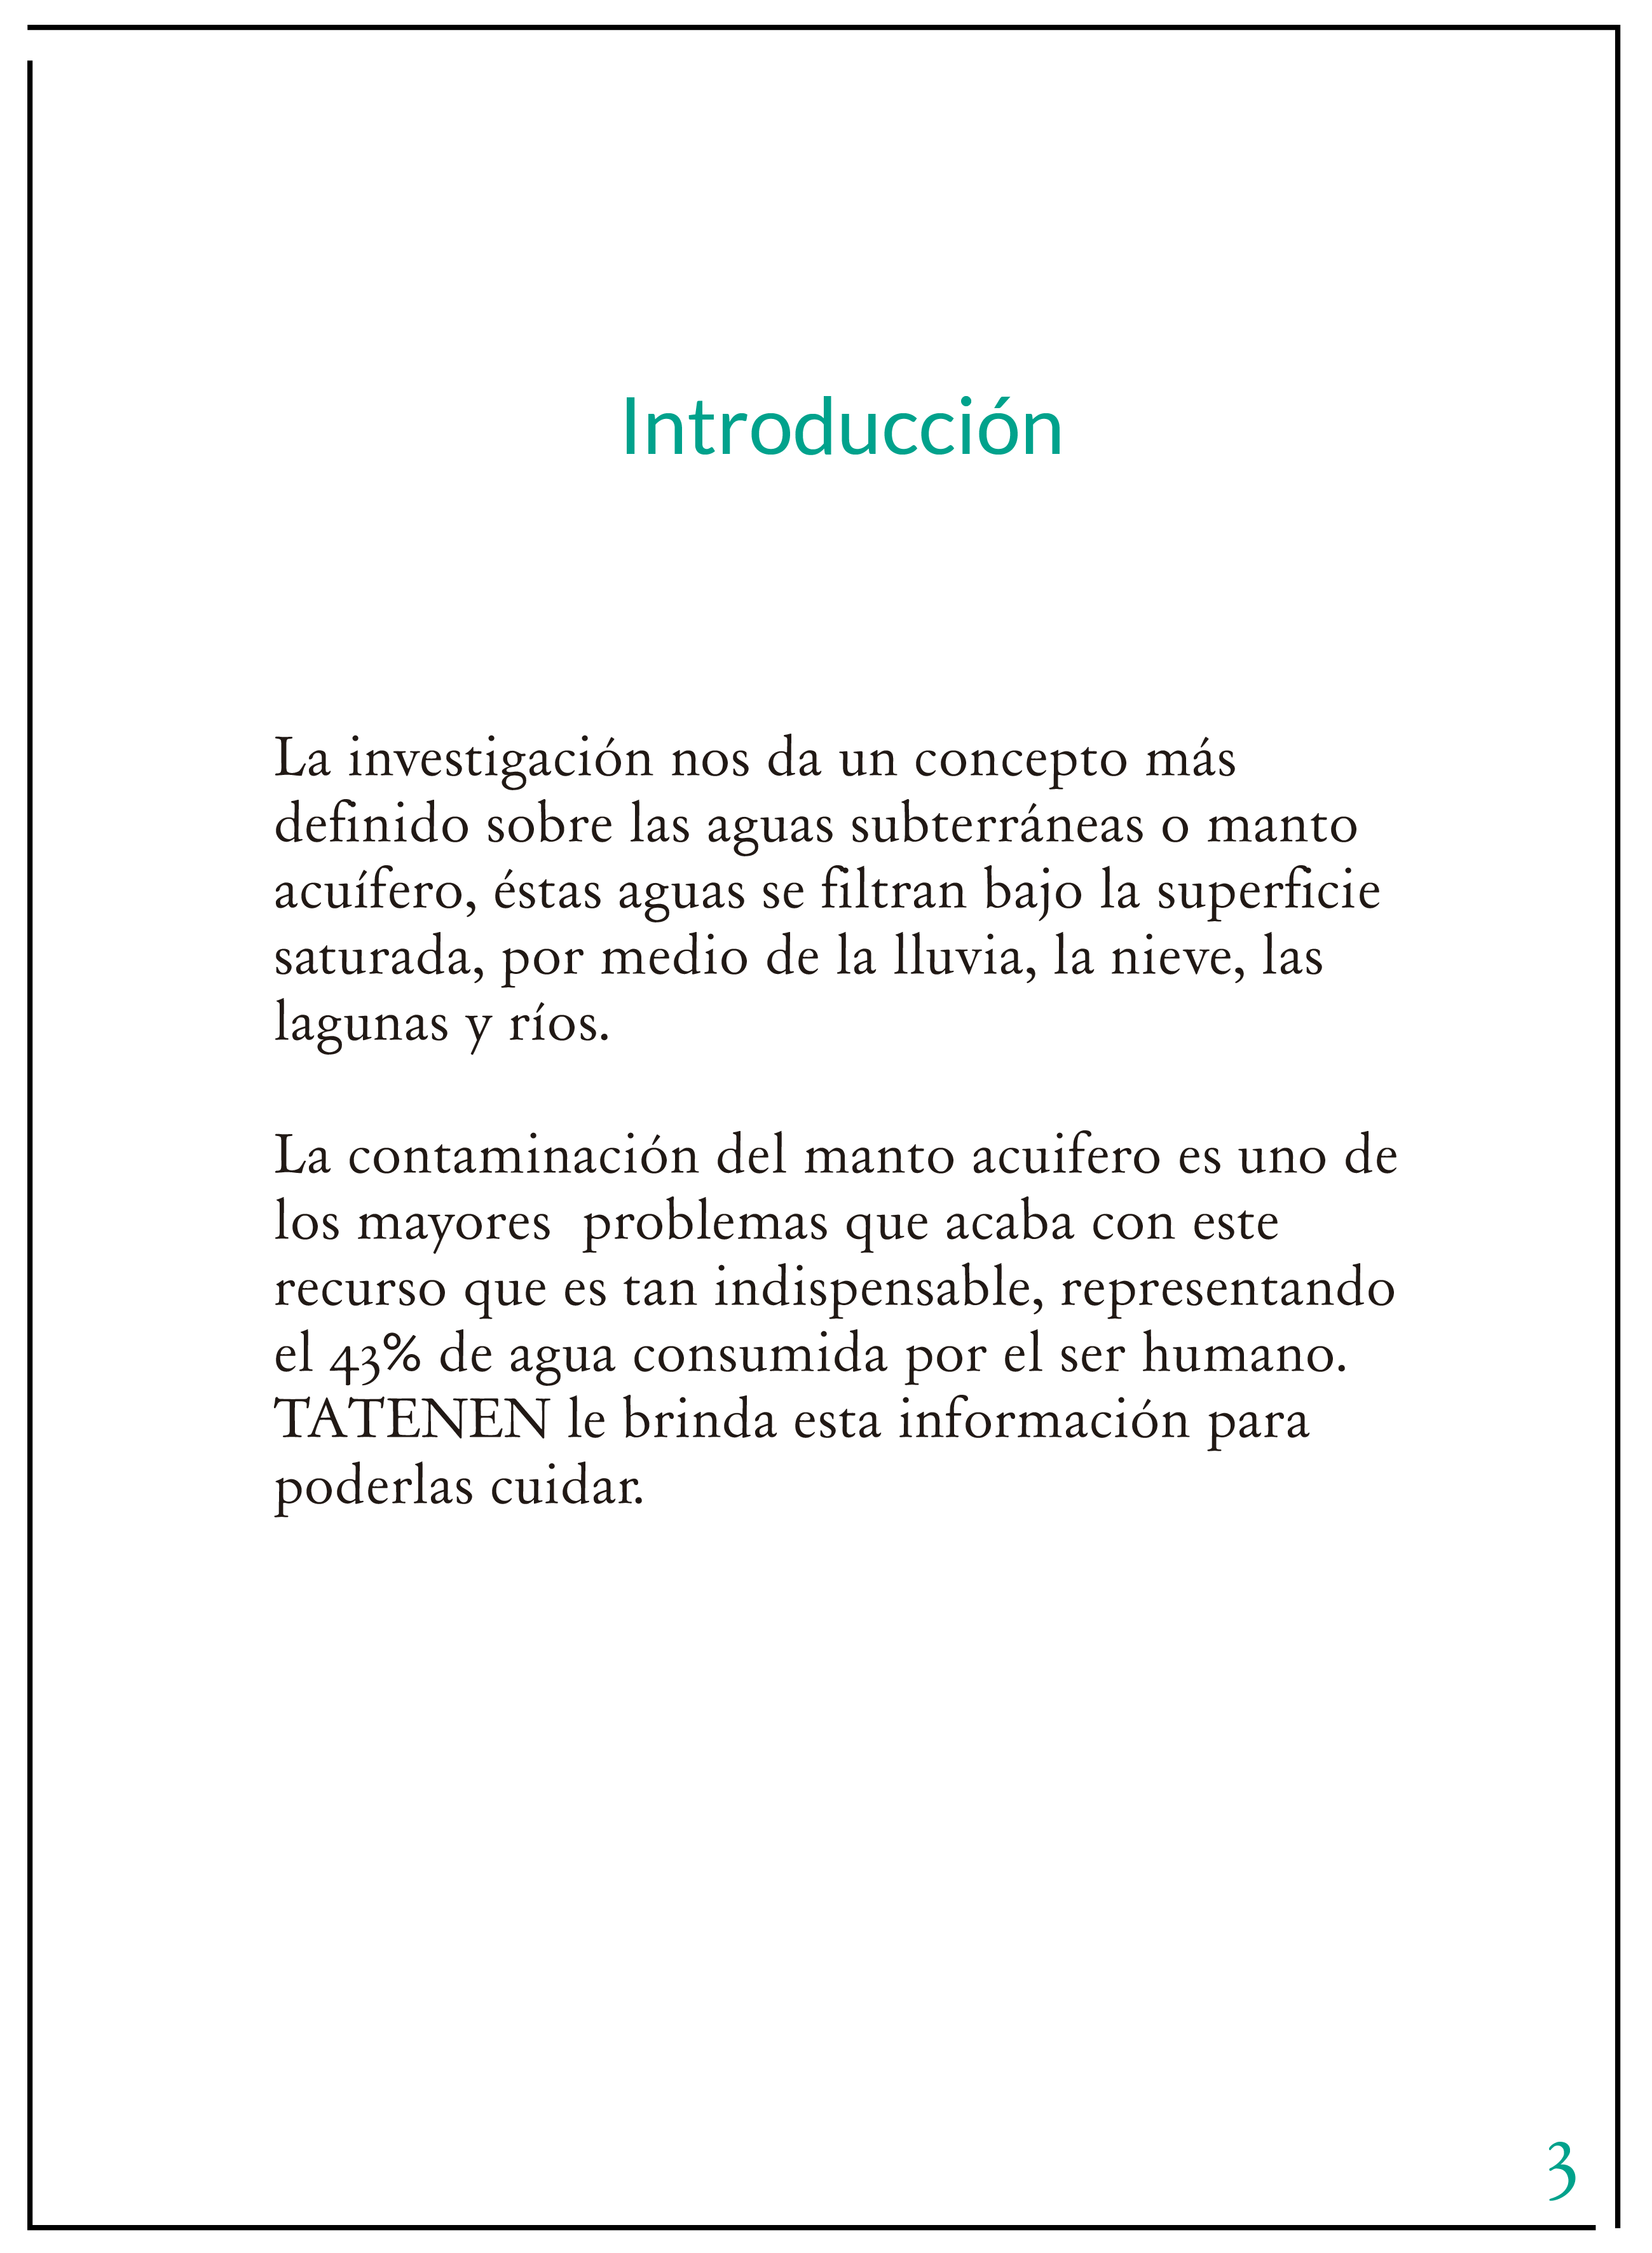 Introducción
La investigación nos da un concepto más
definido sobre las aguas subterráneas o manto
acuífero, éstas aguas se filtran bajo la superficie
saturada, por medio de la lluvia, la nieve, las
lagunas y ríos.
La contaminación del manto acuifero es uno de
los mayores  problemas que acaba con este
recurso que es tan indispensable, representando
el 43% de agua consumida por el ser humano.
TATENEN le brinda esta información para
poderlas cuidar.
3